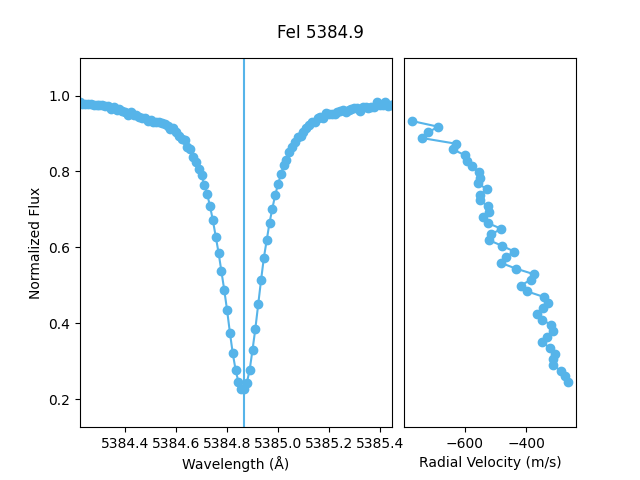 FeI 5384.9
1.0
0.8
0.6
0.4
0.2
Normalized Flux
5384.4 5384.6 5384.8 5385.0 5385.2 5385.4
−600 −400
Wavelength (Å)
Radial Velocity (m/s)